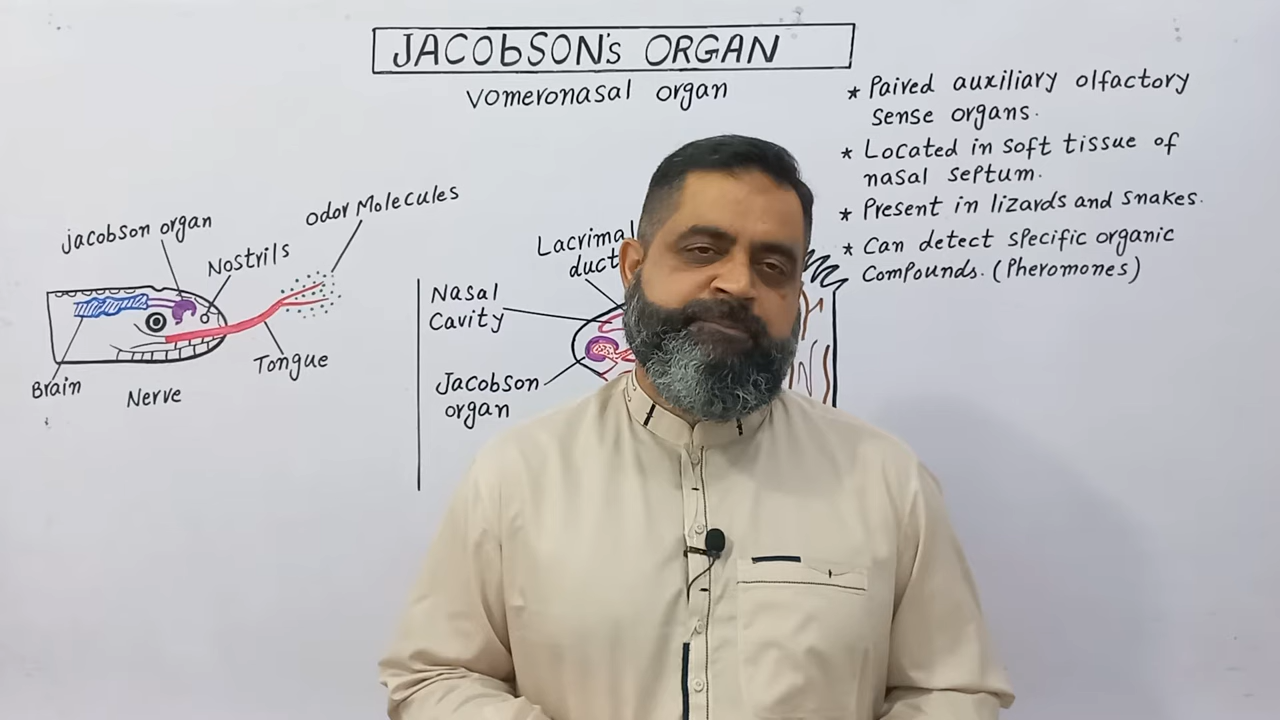 JACOBSON's ORGAN
Vomeronasal organ
* Paired auxiliary olfactory
sense organs.
* Located in soft tissue of
nasal septum.
* Present in lizards and snakes.
* Can detect specific organic
compounds. (Pheromones)
jacobson organ
Nostrils
odor Molecules
Brain
Nerve
Tongue
Lacrimal
duct
Nasal
Cavity
Jacobson
organ